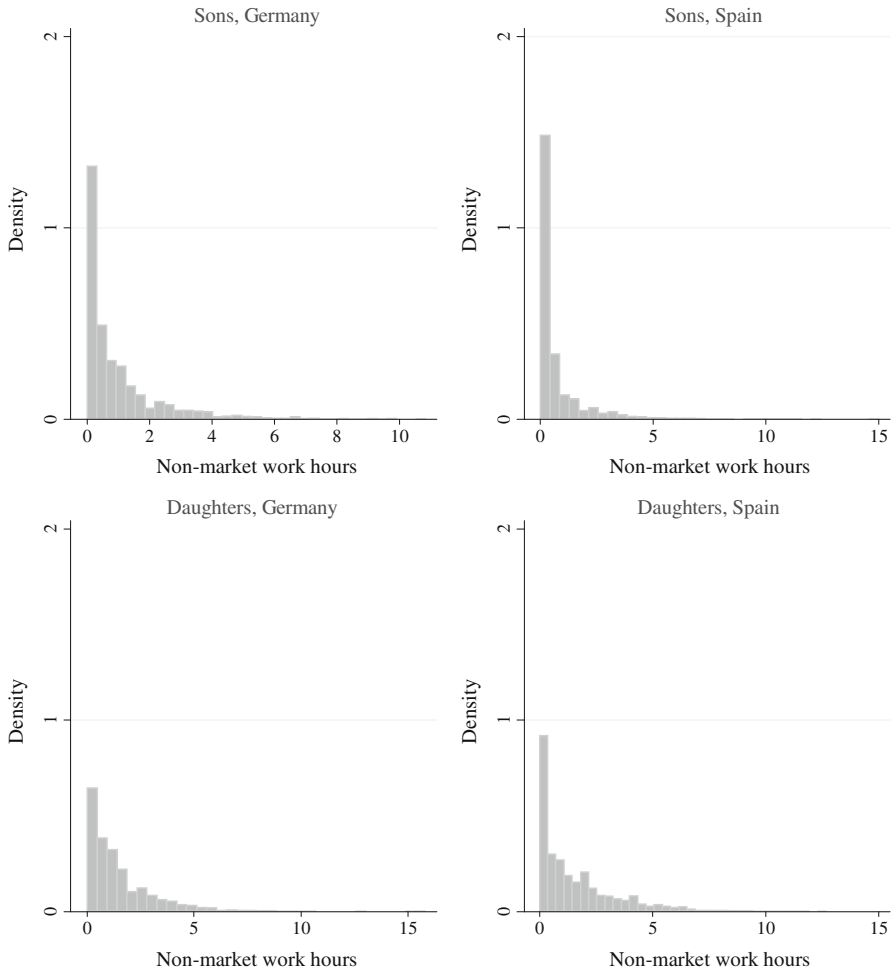 Sons, Germany
Density
2
1
0
0 2 4 6 8 10
Non-market work hours
Sons, Spain
Density
2
1
0
0 5 10 15
Non-market work hours
Daughters, Germany
Density
2
1
0
0 5 10 15
Non-market work hours
Daughters, Spain
Density
2
1
0
0 5 10 15
Non-market work hours